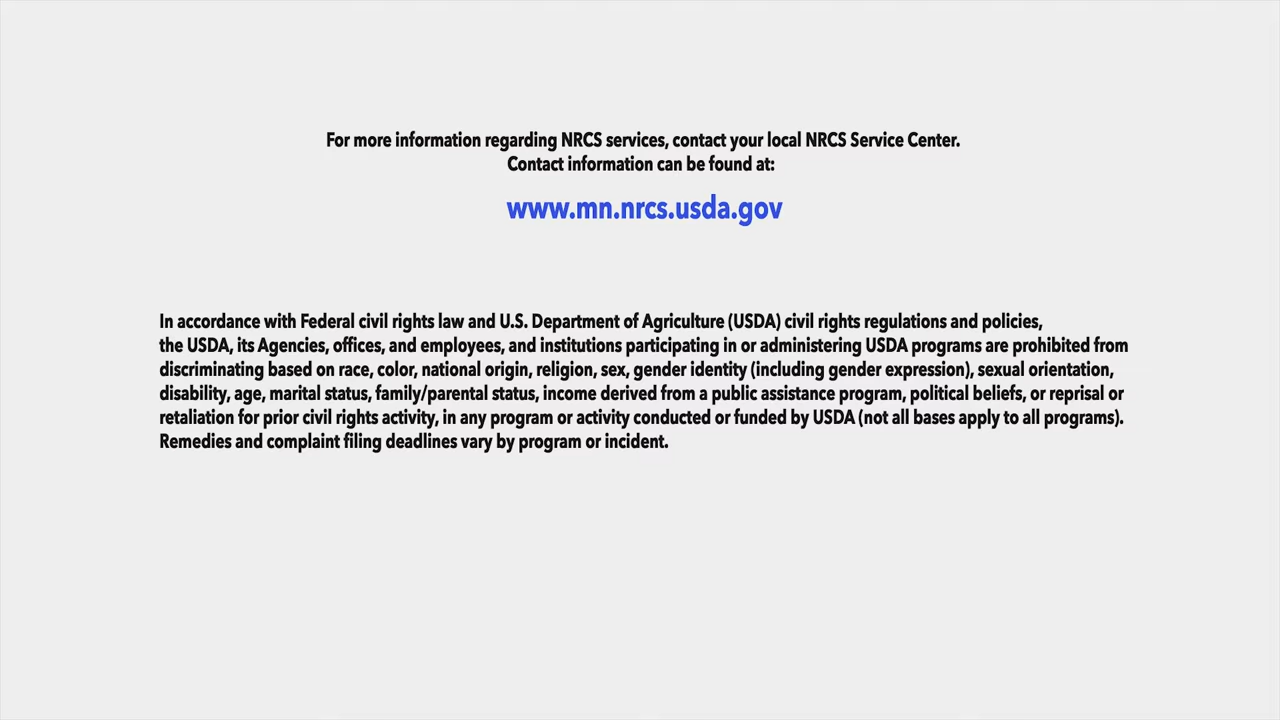 For more information regarding NRCS services, contact your local NRCS Service Center.
Contact information can be found at:
www.mn.nrcs.usda.gov
In accordance with Federal civil rights law and U.S. Department of Agriculture (USDA) civil rights regulations and policies,
the USDA, its Agencies, offices, and employees, and institutions participating in or administering USDA programs are prohibited from
discriminating based on race, color, national origin, religion, sex, gender identity (including gender expression), sexual orientation,
disability, age, marital status, family/parental status, income derived from a public assistance program, political beliefs, or reprisal or
retaliation for prior civil rights activity, in any program or activity conducted or funded by USDA (not all bases apply to all programs).
Remedies and complaint filing deadlines vary by program or incident.